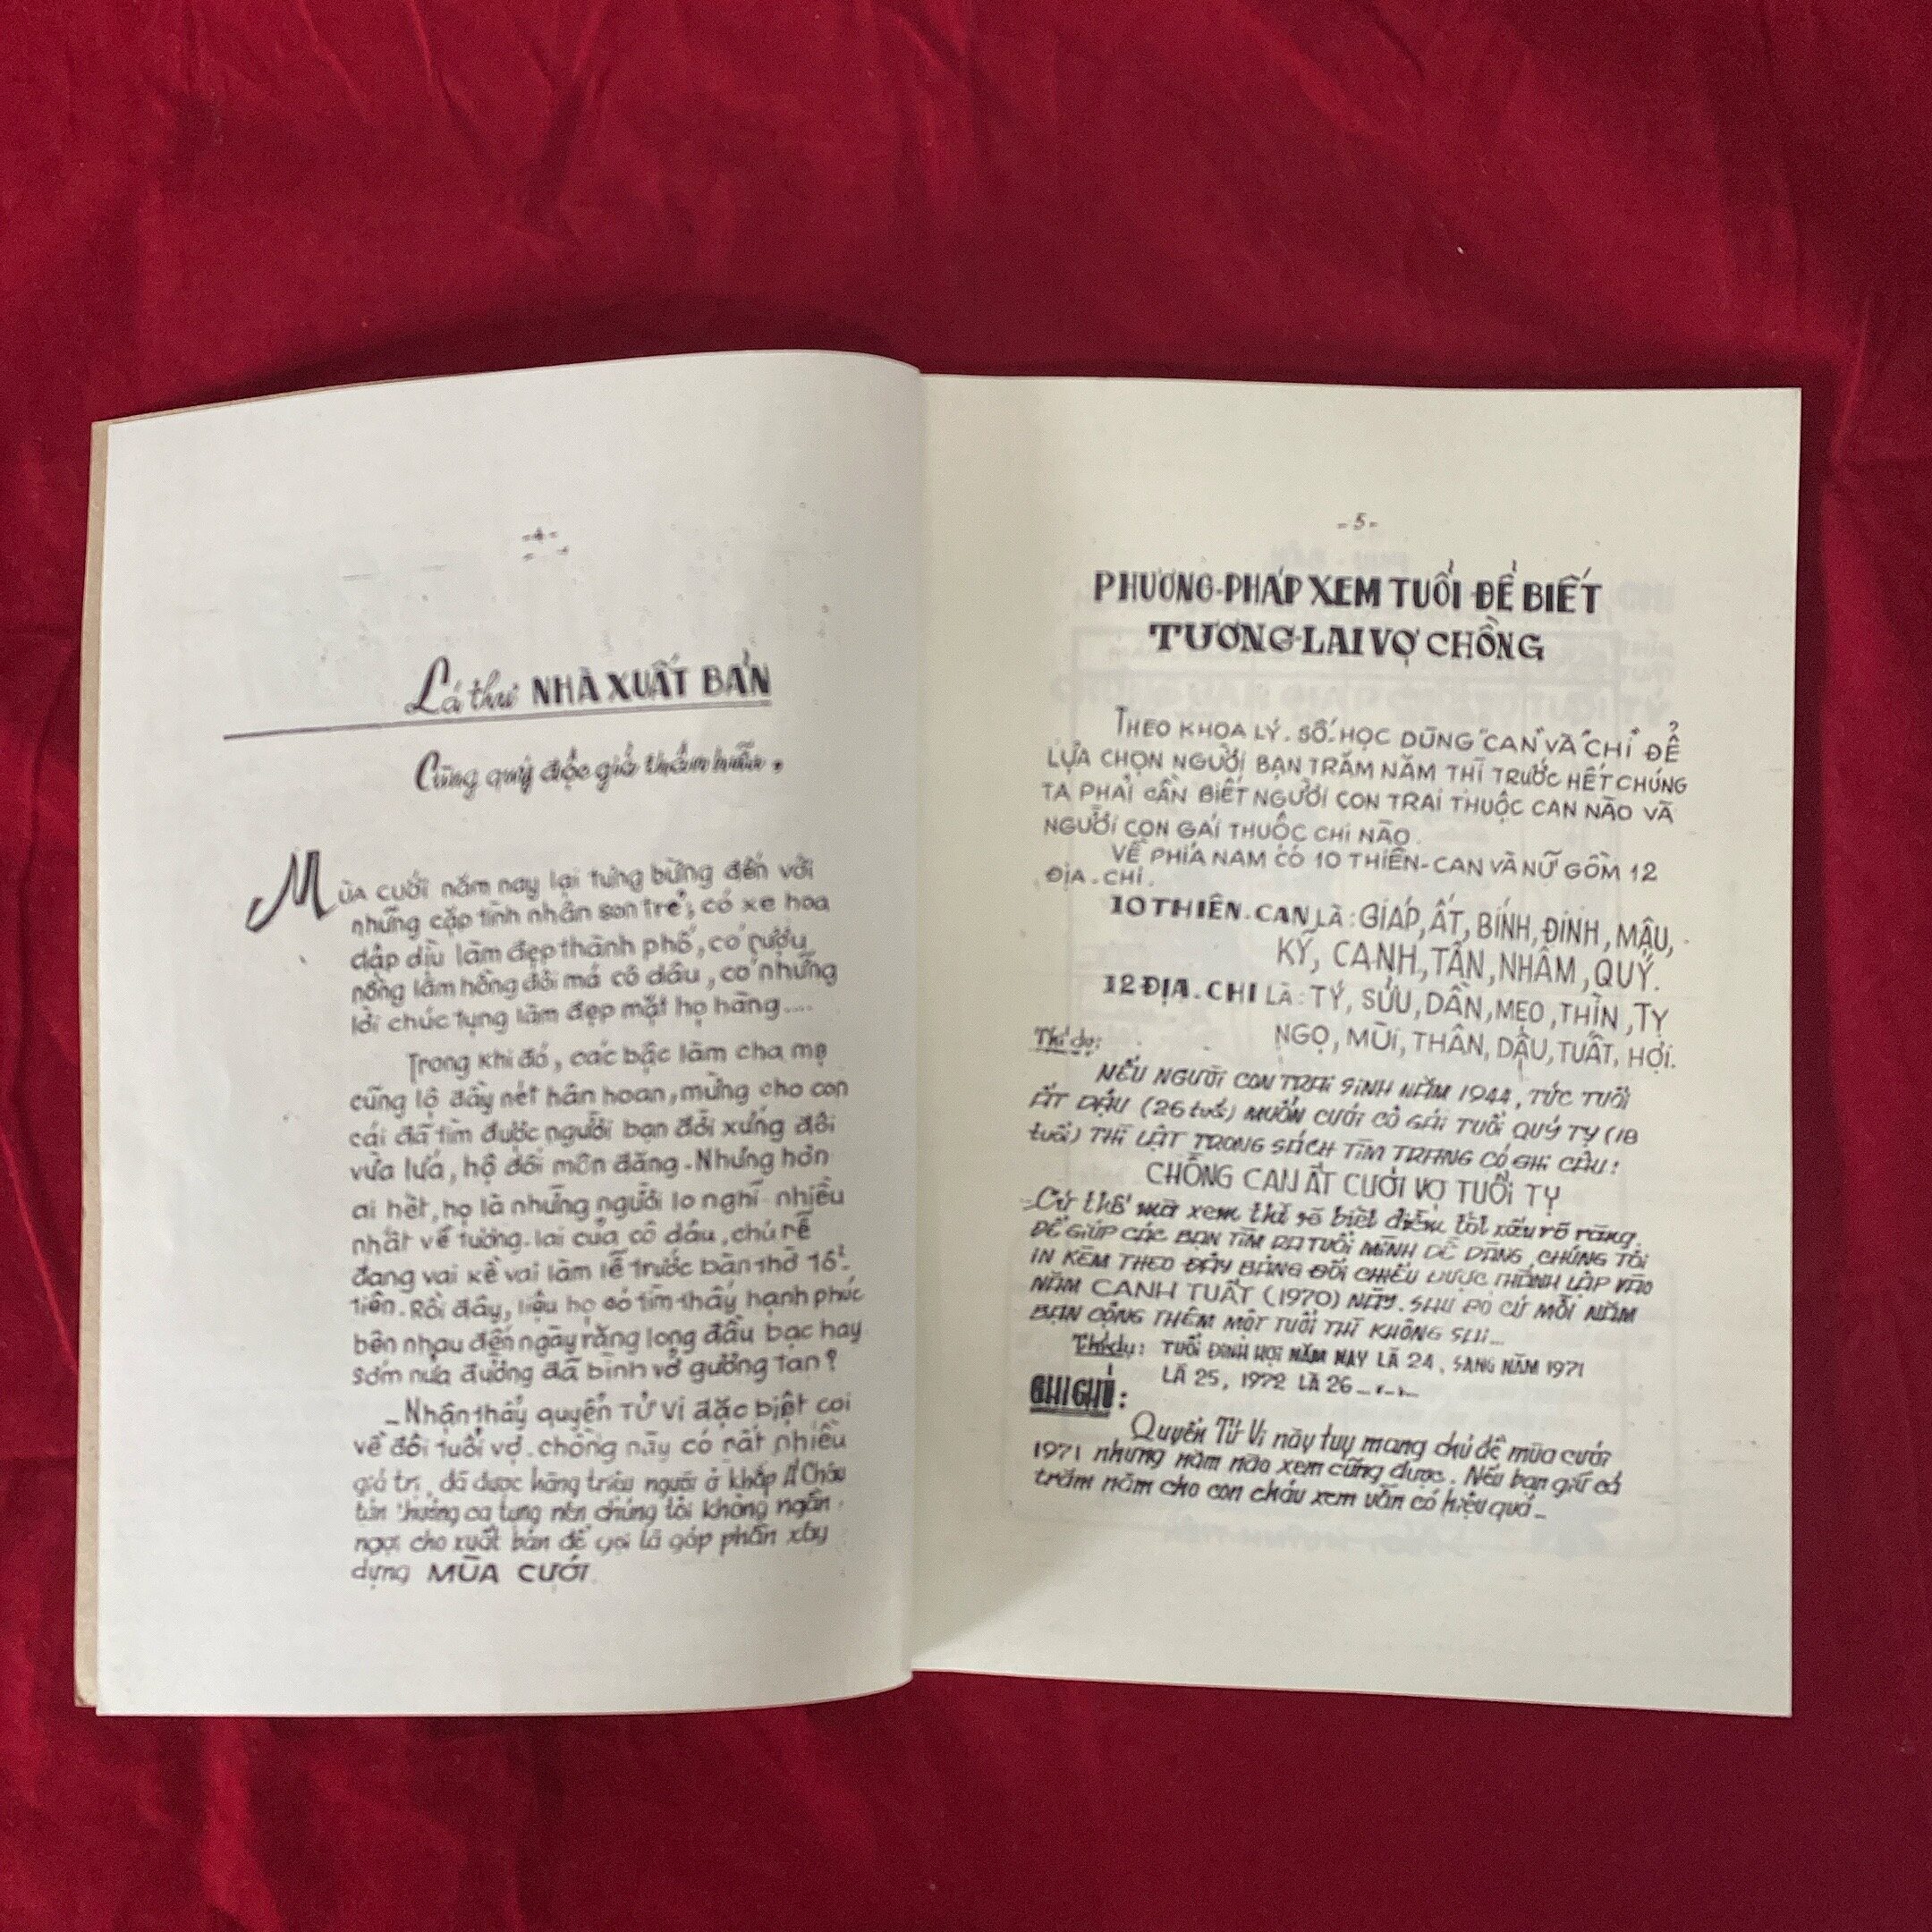 -4-
Lá thư NHÀ XUẤT BẢN
Cùng quý độc giả thân mến,
MÙA cưới năm nay lại tưng bừng đến với
những cặp tình nhân son trẻ, có xe hoa
dập dìu làm đẹp thành phố, có rượu
nồng làm hồng đôi má cô dâu, có những
lời chúc tụng làm đẹp mặt họ hàng....
Trong khi đó, các bậc làm cha mẹ
cũng lộ đầy nét hân hoan, mừng cho con
cái đã tìm được người bạn đời xứng đôi
vừa lứa, hộ đối môn đăng. Nhưng hơn
ai hết, họ là những người lo nghĩ nhiều
nhất về tương-lai của cô dâu, chú rể
đang vai kề vai làm lễ trước bàn thờ tổ-
tiên. Rồi đây, liệu họ có tìm thấy hạnh phúc
bên nhau đến ngày răng long đầu bạc hay
sớm nửa đường đã bình vỡ gương tan?
_Nhận thấy quyển TỬ VI đặc biệt coi
về đôi tuổi vợ-chồng này có rất nhiều
giá trị, đã được hàng triệu người ở khắp Á Châu
tán thưởng ca tụng nên chúng tôi không ngần
ngại cho xuất bản để gọi là góp phần xây
dựng MÙA CƯỚI.
-5-
PHƯƠNG-PHÁP XEM TUỔI ĐỂ BIẾT
TƯƠNG-LAI VỢ CHỒNG
THEO KHOA LÝ-SỐ-HỌC DÙNG "CAN" VÀ "CHI" ĐỂ
LỰA CHỌN NGƯỜI BẠN TRĂM NĂM THÌ TRƯỚC HẾT CHÚNG
TA PHẢI CẦN BIẾT NGƯỜI CON TRAI THUỘC CAN NÀO VÀ
NGƯỜI CON GÁI THUỘC CHI NÀO.
VỀ PHÍA NAM CÓ 10 THIÊN-CAN VÀ NỮ GỒM 12
ĐỊA-CHI.
10 THIÊN-CAN LÀ: GIÁP, ẤT, BÍNH, ĐINH, MẬU,
KỶ, CANH, TÂN, NHÂM, QUÝ.
12 ĐỊA-CHI LÀ: TÝ, SỬU, DẦN, MẸO, THÌN, TỴ
NGỌ, MÙI, THÂN, DẬU, TUẤT, HỢI.
Thí dụ:
NẾU NGƯỜI CON TRAI SINH NĂM 1944, TỨC TUỔI
ẤT DẬU (26 tuổi) MUỐN CƯỚI CÔ GÁI TUỔI QUÝ TỴ (18
tuổi) THÌ LẬT TRONG SÁCH TÌM TRANG CÓ GHI CÂU:
CHỒNG CAN ẤT CƯỚI VỢ TUỔI TỴ
-Cứ thế mà xem thì sẽ biết điềm tốt xấu rõ ràng.
ĐỂ GIÚP CÁC BẠN TÌM RA TUỔI MÌNH DỄ DÀNG, CHÚNG TÔI
IN KÈM THEO ĐÂY BẢNG ĐỐI CHIẾU ĐƯỢC THÀNH LẬP VÀO
NĂM CANH TUẤT (1970) NÀY. SAU ĐÓ CỨ MỖI NĂM
BẠN CỘNG THÊM MỘT TUỔI THÌ KHÔNG SAI...
Thí dụ: TUỔI ĐINH HỢI NĂM NAY LÀ 24, SANG NĂM 1971
LÀ 25, 1972 LÀ 26
GHI CHÚ:
Quyển Tử Vi này tuy mang chủ đề mùa cưới
1971 nhưng năm nào xem cũng được. Nếu bạn giữ cả
trăm năm cho con cháu xem vẫn có hiệu quả_